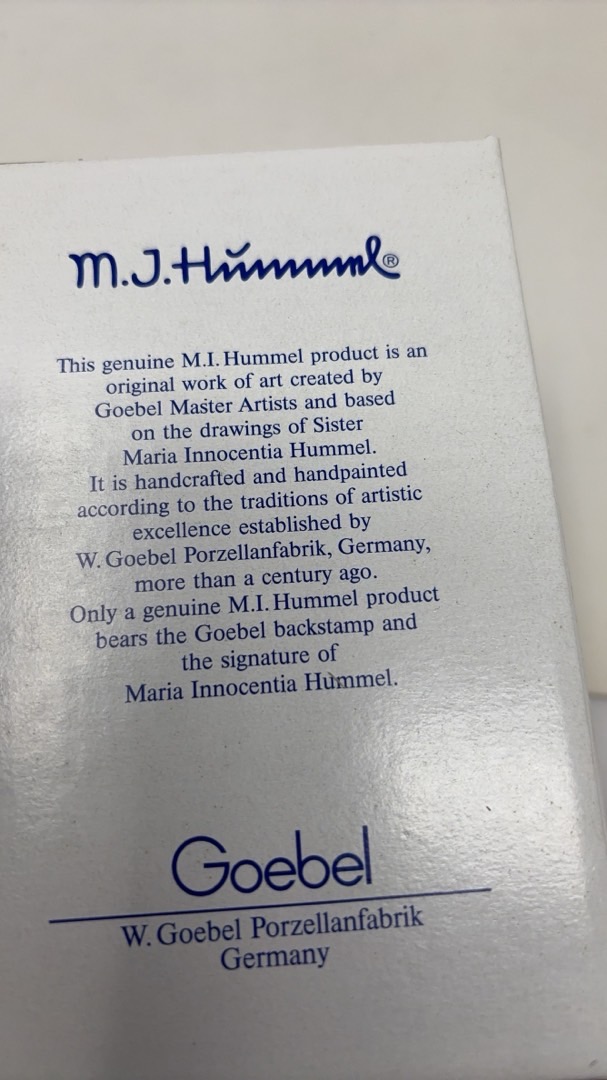 M.J.Hummel®
This genuine M.I. Hummel product is an
original work of art created by
Goebel Master Artists and based
on the drawings of Sister
Maria Innocentia Hummel.
It is handcrafted and handpainted
according to the traditions of artistic
excellence established by
W. Goebel Porzellanfabrik, Germany,
more than a century ago.
Only a genuine M.I. Hummel product
bears the Goebel backstamp and
the signature of
Maria Innocentia Hummel.
Goebel
W. Goebel Porzellanfabrik
Germany